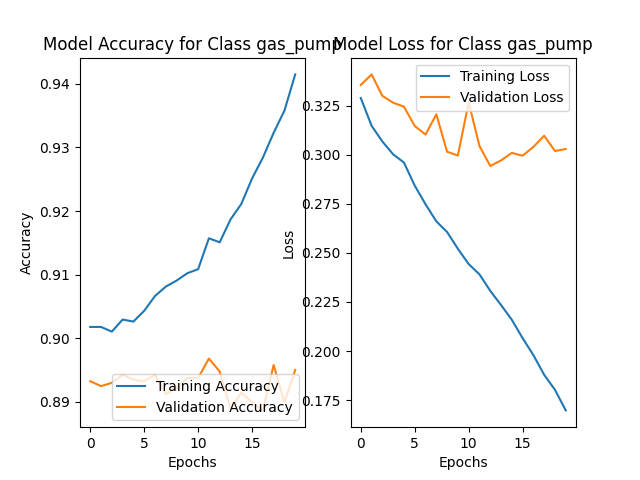 Model Accuracy for Class gas_pump
Model Loss for Class gas_pump
0.94
0.93
0.92
0.91
0.90
0.89
Accuracy
0
5
10
15
Epochs
Training Accuracy
Validation Accuracy
0.325
0.300
0.275
0.250
0.225
0.200
0.175
Loss
0
5
10
15
Epochs
Training Loss
Validation Loss